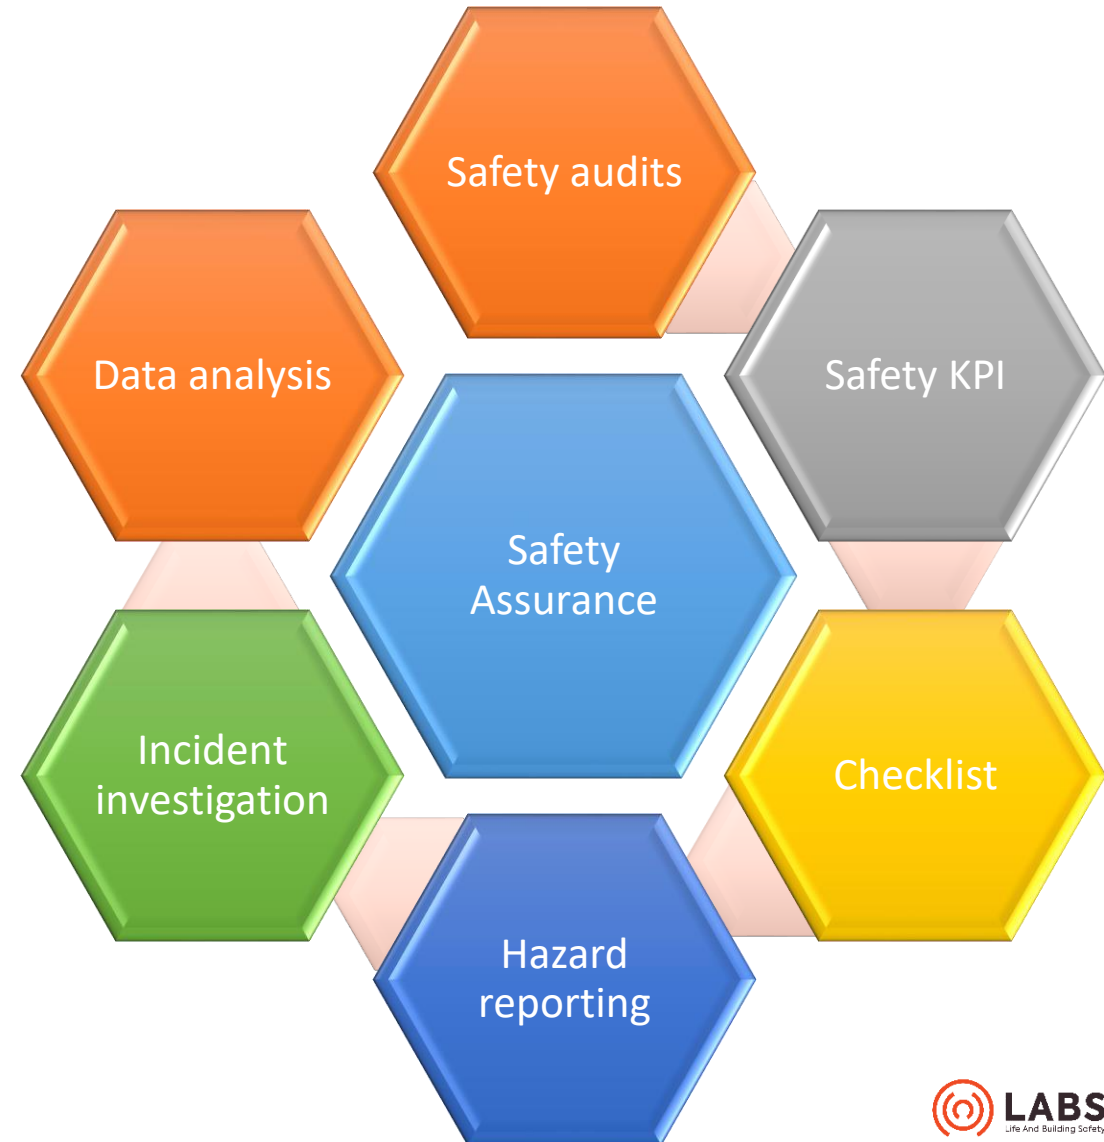 Safety audits
Data analysis
Safety KPI
Safety
Assurance
Incident
investigation
Checklist
Hazard
reporting
LABS
Life And Building Safety